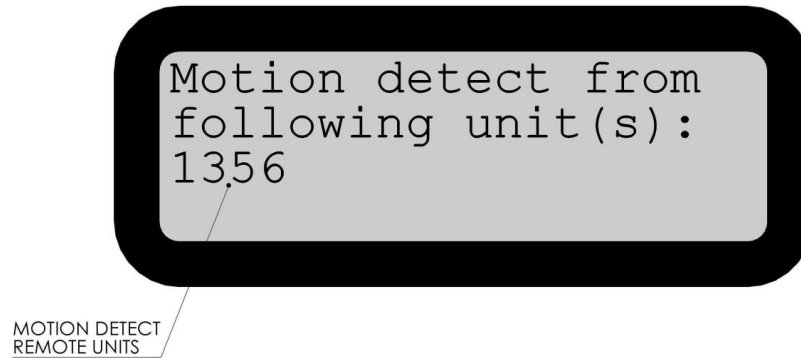 Motion detect from
following unit(s):
1356
MOTION DETECT
REMOTE UNITS